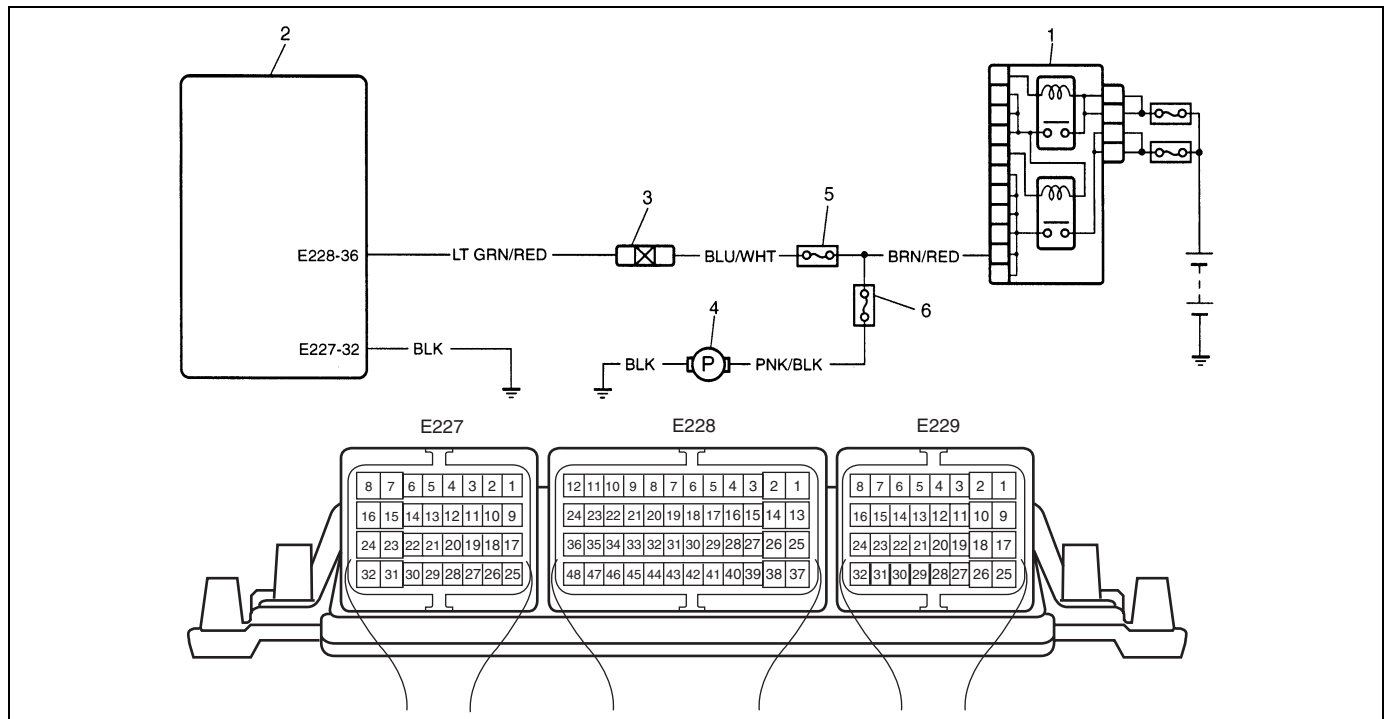 2
1
3
5
E228-36
LT GRN/RED
BLU/WHT
BRN/RED
6
4
E227-32
BLK
BLK
P
PNK/BLK
E227
E228
E229
8 7 6 5 4 3 2 1
12 11 10 9 8 7 6 5 4 3 2 1
8 7 6 5 4 3 2 1
16 15 14 13 12 11 10 9
24 23 22 21 20 19 18 17 16 15 14 13
16 15 14 13 12 11 10 9
24 23 22 21 20 19 18 17
36 35 34 33 32 31 30 29 28 27 26 25
24 23 22 21 20 19 18 17
32 31 30 29 28 27 26 25
48 47 46 45 44 43 42 41 40 39 38 37
32 31 30 29 28 27 26 25